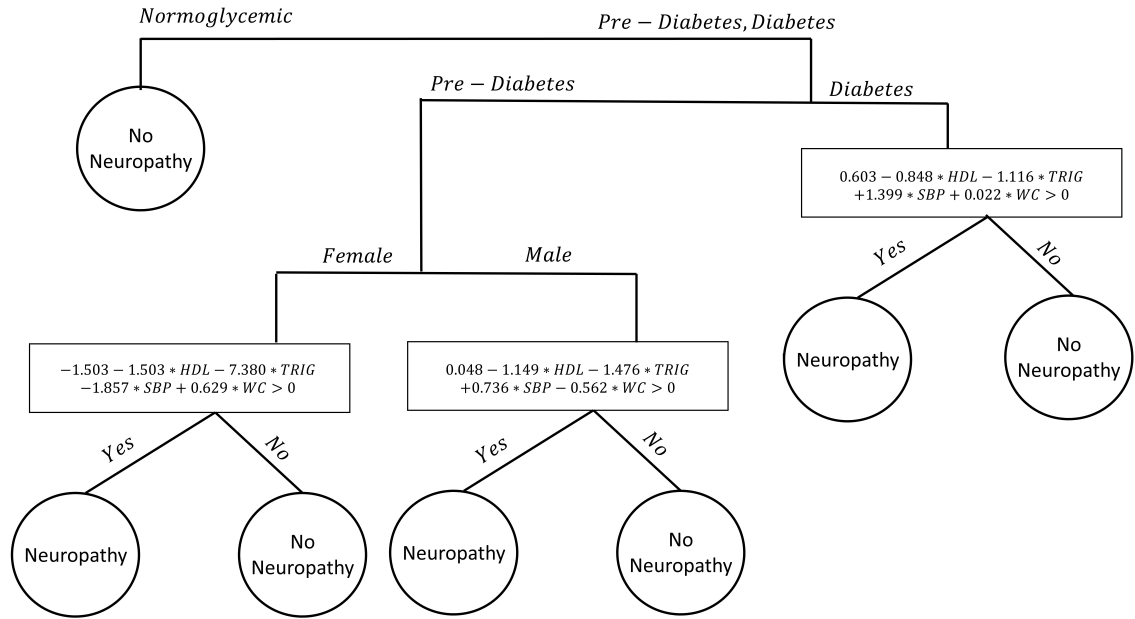 Normoglycemic
Pre − Diabetes, Diabetes
Pre − Diabetes
Diabetes
No
Neuropathy
0.603 − 0.848 ∗ HDL − 1.116 ∗ TRIG
+1.399 ∗ SBP + 0.022 ∗ WC > 0
Yes
No
Female
Male
Neuropathy
No
Neuropathy
−1.503 − 1.503 ∗ HDL − 7.380 ∗ TRIG
−1.857 ∗ SBP + 0.629 ∗ WC > 0
0.048 − 1.149 ∗ HDL − 1.476 ∗ TRIG
+0.736 ∗ SBP − 0.562 ∗ WC > 0
Yes
No
Yes
No
Neuropathy
No
Neuropathy
Neuropathy
No
Neuropathy